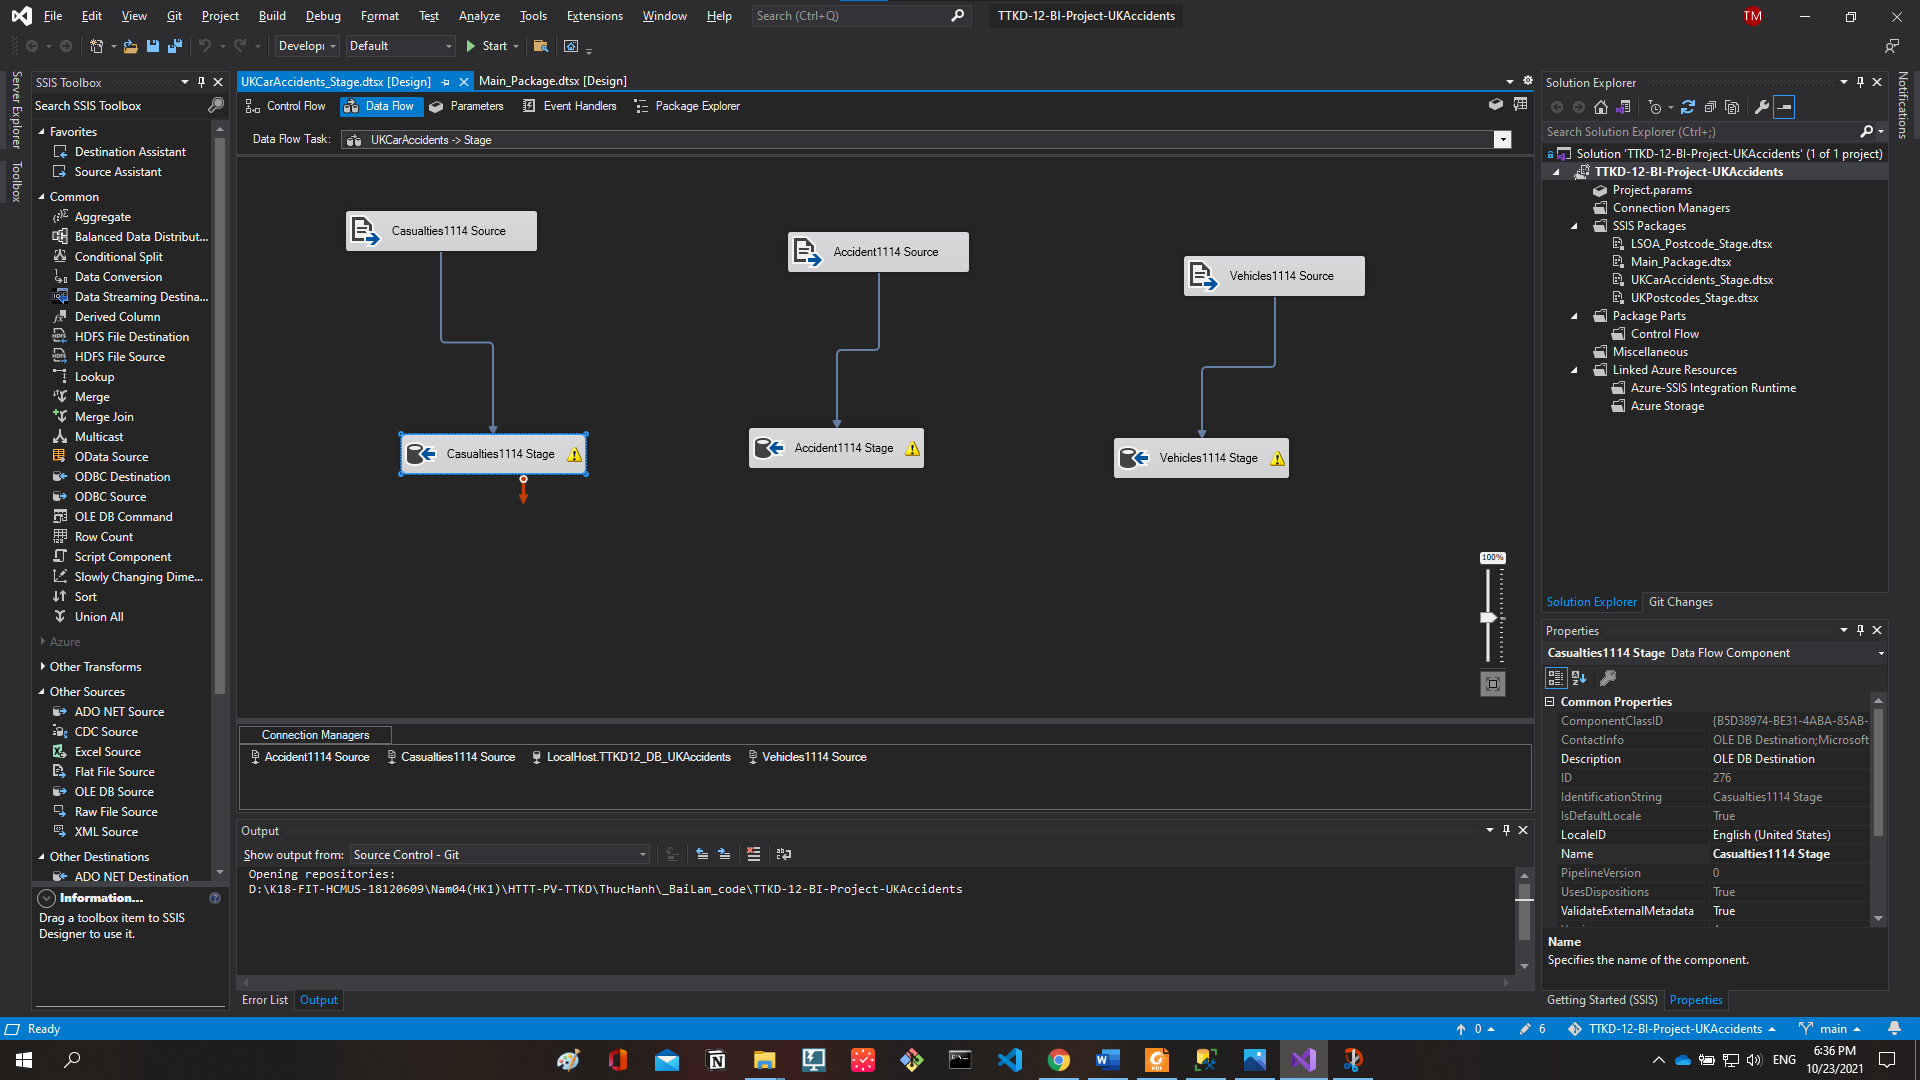 File Edit View Git Project Build Debug Format Test Analyze Tools Extensions Window Help Search (Ctrl+Q) TTKD-12-BI-Project-UKAccidents TM
Default Start
Server Explorer
Toolbox
SSIS Toolbox
Search SSIS Toolbox
Favorites
Destination Assistant
Source Assistant
Common
Aggregate
Balanced Data Distribut...
Conditional Split
Data Conversion
Data Streaming Destina...
Derived Column
HDFS File Destination
HDFS File Source
Lookup
Merge
Merge Join
Multicast
OData Source
ODBC Destination
ODBC Source
OLE DB Command
Row Count
Script Component
Slowly Changing Dime...
Sort
Union All
Azure
Other Transforms
Other Sources
ADO NET Source
CDC Source
Excel Source
Flat File Source
OLE DB Source
Raw File Source
XML Source
Other Destinations
ADO NET Destination
Information...
Drag a toolbox item to SSIS
Designer to use it.
UKCarAccidents_Stage.dtsx [Design] Main_Package.dtsx [Design]
Control Flow Data Flow Parameters Event Handlers Package Explorer
Data Flow Task: UKCarAccidents -> Stage
Casualties1114 Source
Accident1114 Source
Vehicles1114 Source
Casualties1114 Stage
Accident1114 Stage
Vehicles1114 Stage
100%
Connection Managers
Accident1114 Source Casualties1114 Source LocalHost.TTKD12_DB_UKAccidents Vehicles1114 Source
Output
Show output from: Source Control - Git
Opening repositories:
D:\K18-FIT-HCMUS-18120609\Nam04(HK1)\HTTT-PV-TTKD\ThucHanh\_BaiLam_code\TTKD-12-BI-Project-UKAccidents
Error List Output
Solution Explorer
Search Solution Explorer (Ctrl+;)
Solution 'TTKD-12-BI-Project-UKAccidents' (1 of 1 project)
TTKD-12-BI-Project-UKAccidents
Project.params
Connection Managers
SSIS Packages
LSOA_Postcode_Stage.dtsx
Main_Package.dtsx
UKCarAccidents_Stage.dtsx
UKPostcodes_Stage.dtsx
Package Parts
Control Flow
Miscellaneous
Linked Azure Resources
Azure-SSIS Integration Runtime
Azure Storage
Solution Explorer Git Changes
Properties
Casualties1114 Stage Data Flow Component
Common Properties
ComponentClassID {B5D38974-BE31-4ABA-85AB-
ContactInfo OLE DB Destination;Microsoft
Description OLE DB Destination
ID 276
IdentificationString Casualties1114 Stage
IsDefaultLocale True
LocaleID English (United States)
Name Casualties1114 Stage
PipelineVersion 0
UsesDispositions True
ValidateExternalMetadata True
Name
Specifies the name of the component.
Getting Started (SSIS) Properties
Notifications
Ready 0 6 TTKD-12-BI-Project-UKAccidents main
ENG 6:36 PM
10/23/2021